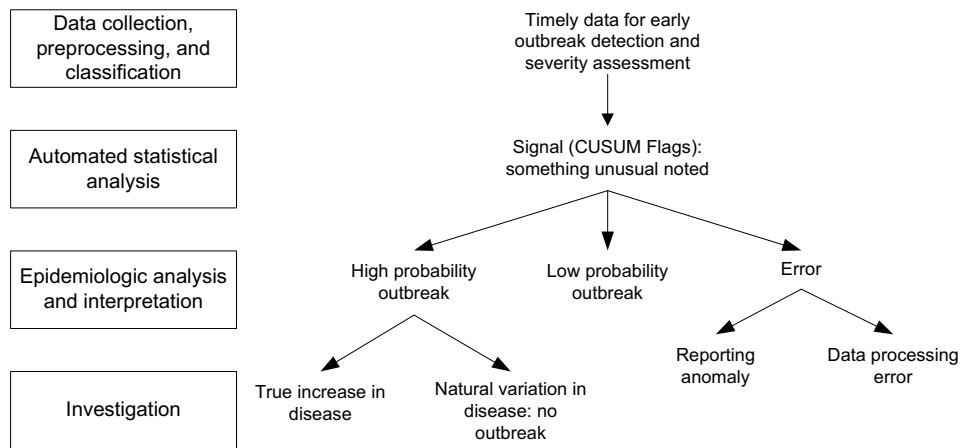 Data collection,
preprocessing, and
classification
Timely data for early
outbreak detection and
severity assessment
Automated statistical
analysis
Signal (CUSUM Flags):
something unusual noted
Epidemiologic analysis
and interpretation
High probability
outbreak
Low probability
outbreak
Error
Reporting
anomaly
Data processing
error
Investigation
True increase in
disease
Natural variation in
disease: no
outbreak